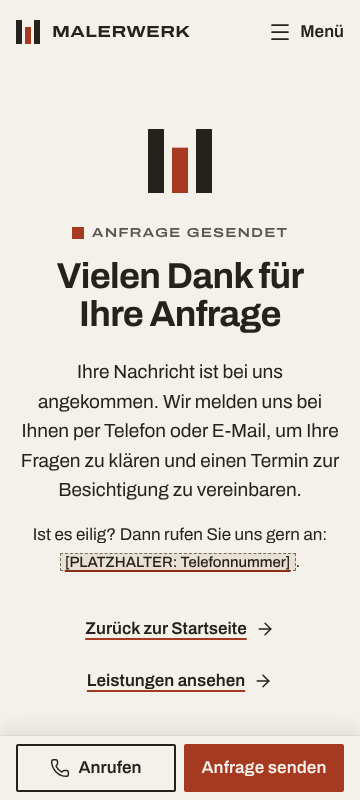 MALERWERK
Menü
ANFRAGE GESENDET
Vielen Dank für
Ihre Anfrage
Ihre Nachricht ist bei uns
angekommen. Wir melden uns bei
Ihnen per Telefon oder E-Mail, um Ihre
Fragen zu klären und einen Termin zur
Besichtigung zu vereinbaren.
Ist es eilig? Dann rufen Sie uns gern an:
[PLATZHALTER: Telefonnummer].
Zurück zur Startseite
Leistungen ansehen
Anrufen
Anfrage senden